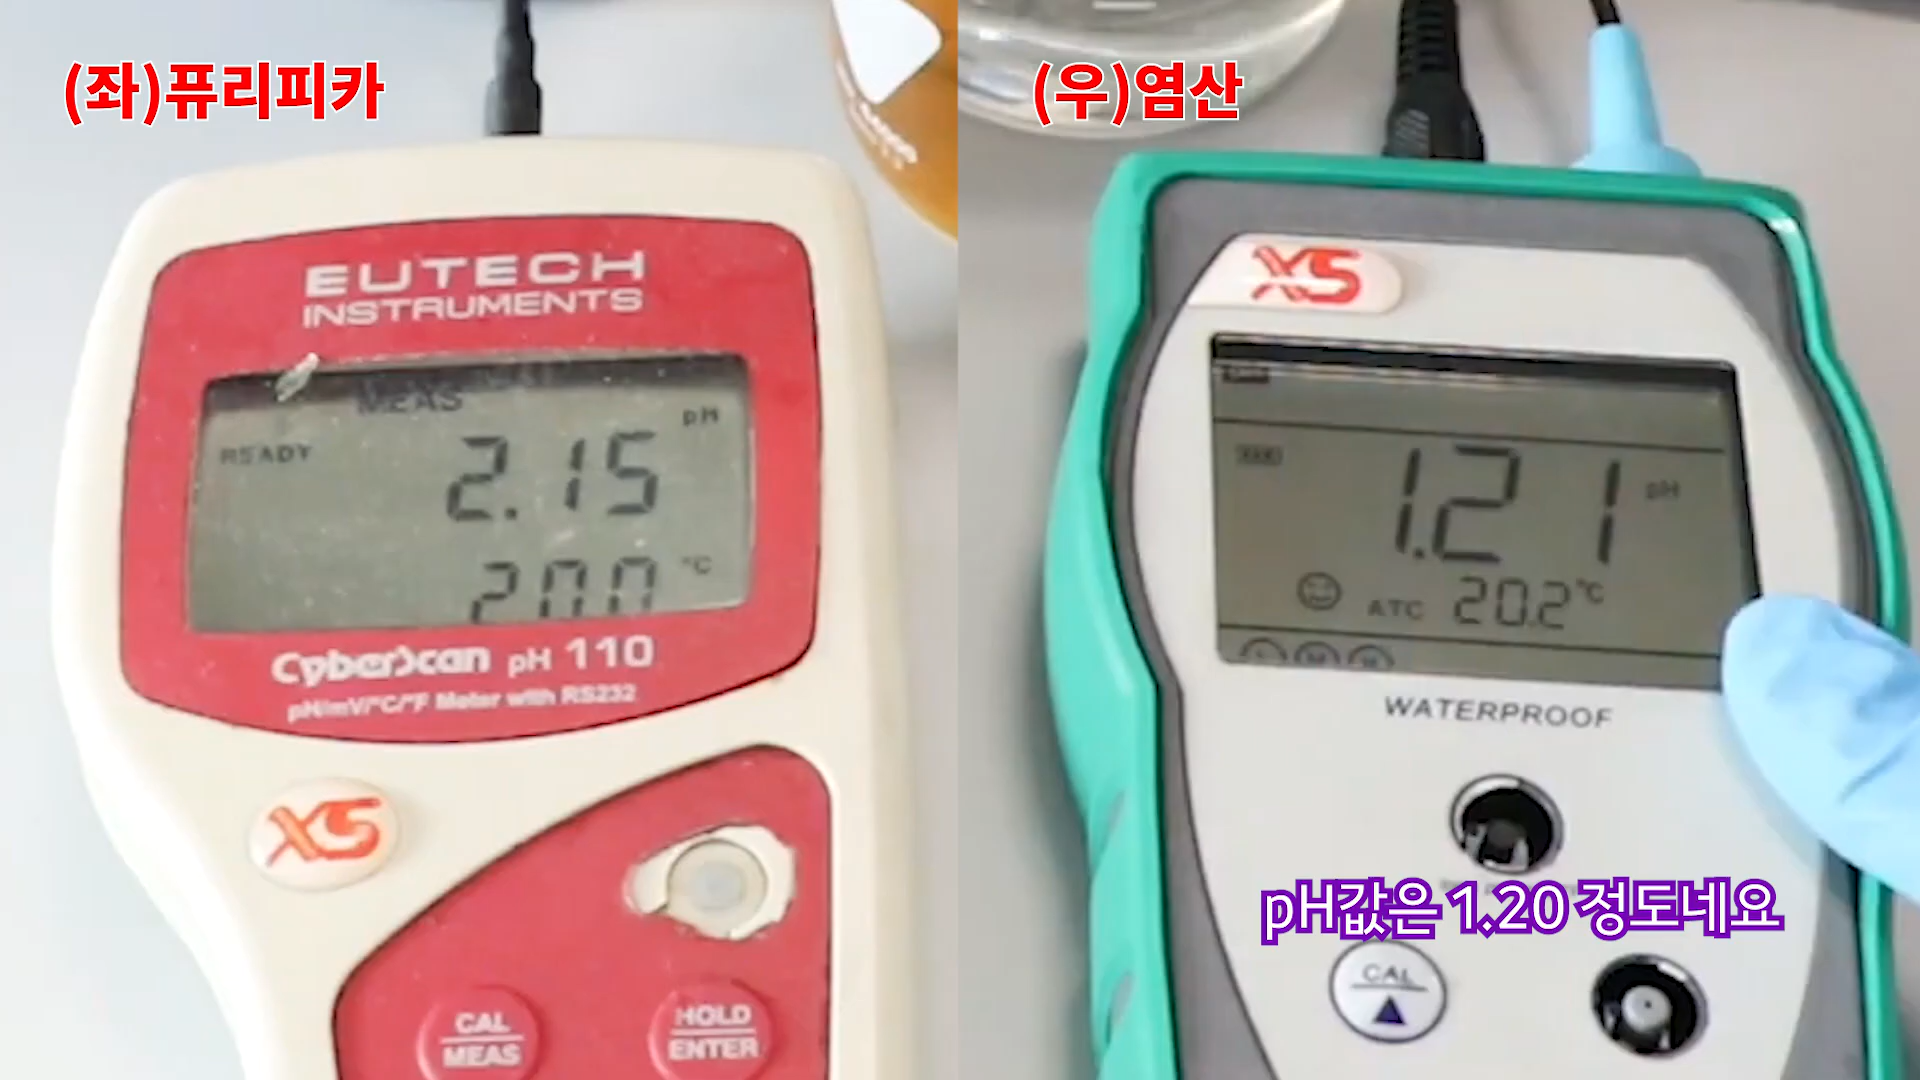 (좌)퓨리피카
(우)염산
EUTECH
INSTRUMENTS
MEAS
pH
READY
2.15
20.0 °C
CyberScan pH 110
pH/mV/°C/°F Meter with RS232
XS
CAL
MEAS
HOLD
ENTER
XS
1.21 pH
ATC 20.2 °C
WATERPROOF
pH값은 1.20 정도네요
CAL